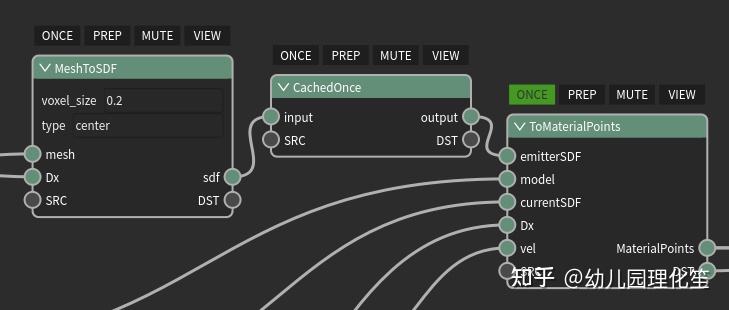 ONCE PREP MUTE VIEW
MeshToSDF
voxel_size 0.2
type center
mesh
Dx sdf
SRC DST
ONCE PREP MUTE VIEW
CachedOnce
input output
SRC DST
ONCE PREP MUTE VIEW
ToMaterialPoints
emitterSDF
model
currentSDF
Dx
vel MaterialPoints
SRC DST
知乎 @幼儿园理化生